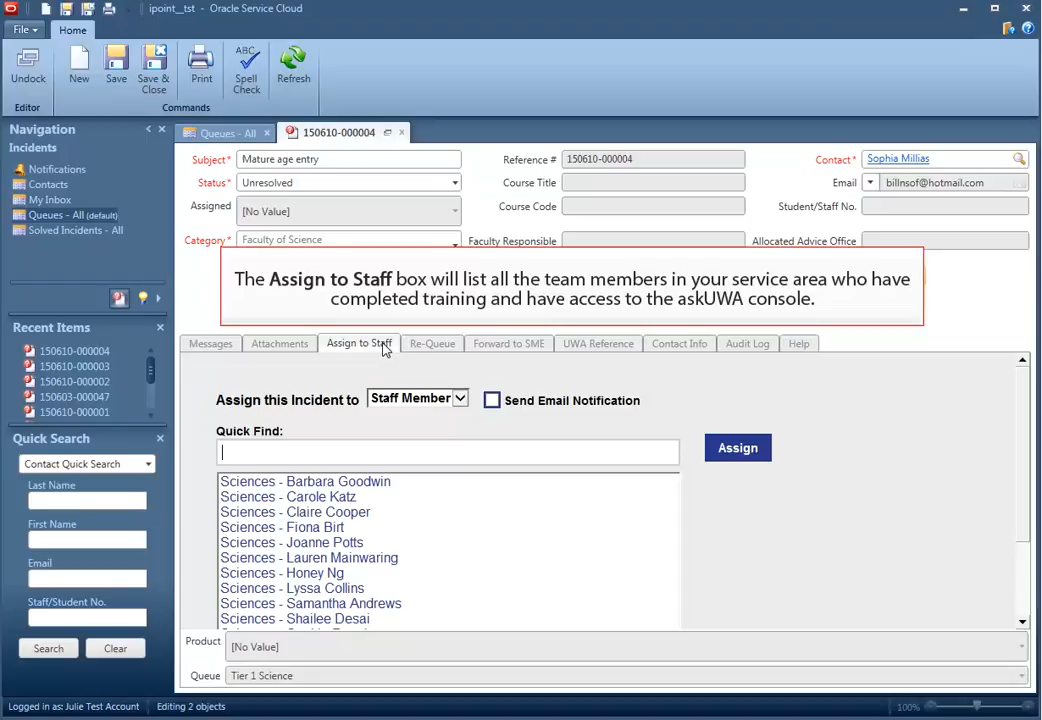 ipoint__tst - Oracle Service Cloud
File
Home
Undock
New
Save
Save & Close
Print
ABC
Spell Check
Refresh
Editor
Commands
Navigation
Incidents
Notifications
Contacts
My Inbox
Queues - All (default)
Solved Incidents - All
Recent Items
150610-000004
150610-000003
150610-000002
150603-000047
150610-000001
Quick Search
Contact Quick Search
Last Name
First Name
Email
Staff/Student No.
Search
Clear
Queues - All
150610-000004
Subject*
Mature age entry
Reference #
150610-000004
Contact*
Sophia Millias
Status*
Unresolved
Course Title
Email
billnsof@hotmail.com
Assigned
[No Value]
Course Code
Student/Staff No.
Category*
Faculty of Science
Faculty Responsible
Allocated Advice Office
The Assign to Staff box will list all the team members in your service area who have
completed training and have access to the askUWA console.
Messages
Attachments
Assign to Staff
Re-Queue
Forward to SME
UWA Reference
Contact Info
Audit Log
Help
Assign this Incident to
Staff Member
Send Email Notification
Quick Find:
Assign
Sciences - Barbara Goodwin
Sciences - Carole Katz
Sciences - Claire Cooper
Sciences - Fiona Birt
Sciences - Joanne Potts
Sciences - Lauren Mainwaring
Sciences - Honey Ng
Sciences - Lyssa Collins
Sciences - Samantha Andrews
Sciences - Shailee Desai
Product
[No Value]
Queue
Tier 1 Science
Logged in as: Julie Test Account
Editing 2 objects
100%